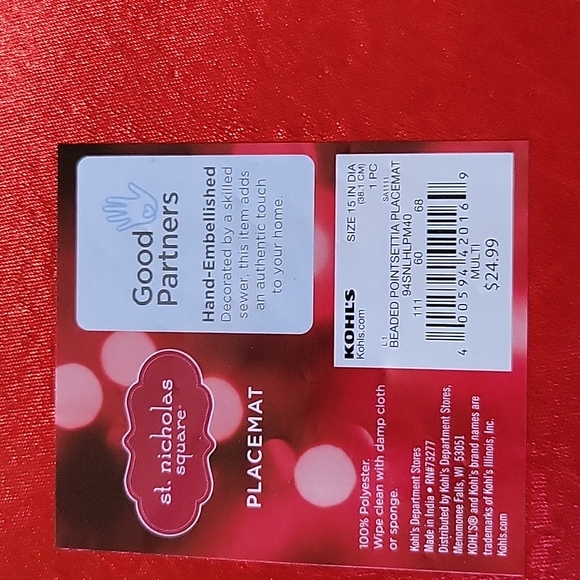 st. nicholas
square®
PLACEMAT
Good
Partners
Hand-Embellished
Decorated by a skilled
sewer, this item adds
an authentic touch
to your home.
100% Polyester.
Wipe clean with damp cloth
or sponge.
Kohl's Department Stores
Made in India • RN#73277
Distributed by Kohl's Department Stores,
Menomonee Falls, WI 53051
KOHL'S® and Kohl's brand names are
trademarks of Kohl's Illinois, Inc.
Kohls.com
KOHL'S
Kohls.com
SIZE 15 IN DIA
(38.1 CM)
1 PC
L1
SA1111
BEADED POINTSETTIA PLACEMAT
94SNLHLPM40
111 60 68
4 00594 42016 9
MULTI
$24.99